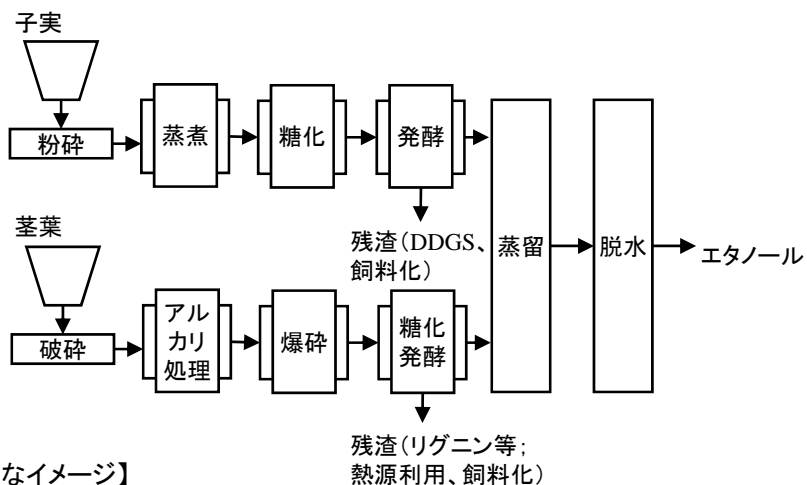 子実
粉砕
蒸煮
糖化
発酵
残渣(DDGS、
飼料化)
茎葉
破砕
アル
カリ
処理
爆砕
糖化
発酵
残渣(リグニン等;
熱源利用、飼料化)
蒸留
脱水
エタノール
なイメージ】